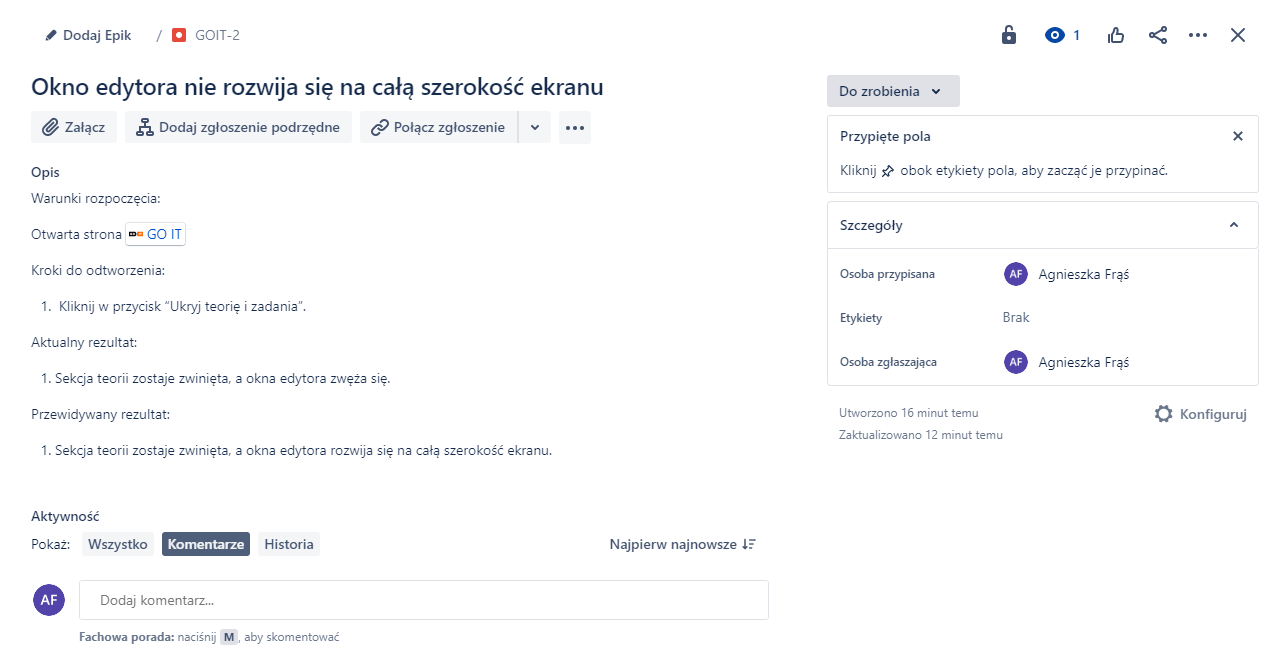 Dodaj Epik / GOIT-2
1
Okno edytora nie rozwija się na całą szerokość ekranu
Załącz
Dodaj zgłoszenie podrzędne
Połącz zgłoszenie
Opis
Warunki rozpoczęcia:
Otwarta strona GO IT
Kroki do odtworzenia:
1. Kliknij w przycisk “Ukryj teorię i zadania”.
Aktualny rezultat:
1. Sekcja teorii zostaje zwinięta, a okna edytora zwęża się.
Przewidywany rezultat:
1. Sekcja teorii zostaje zwinięta, a okna edytora rozwija się na całą szerokość ekranu.
Aktywność
Pokaż: Wszystko Komentarze Historia Najpierw najnowsze
AF Dodaj komentarz...
Fachowa porada: naciśnij M, aby skomentować
Do zrobienia
Przypięte pola
Kliknij obok etykiety pola, aby zacząć je przypinać.
Szczegóły
Osoba przypisana AF Agnieszka Frąś
Etykiety Brak
Osoba zgłaszająca AF Agnieszka Frąś
Utworzono 16 minut temu
Konfiguruj
Zaktualizowano 12 minut temu